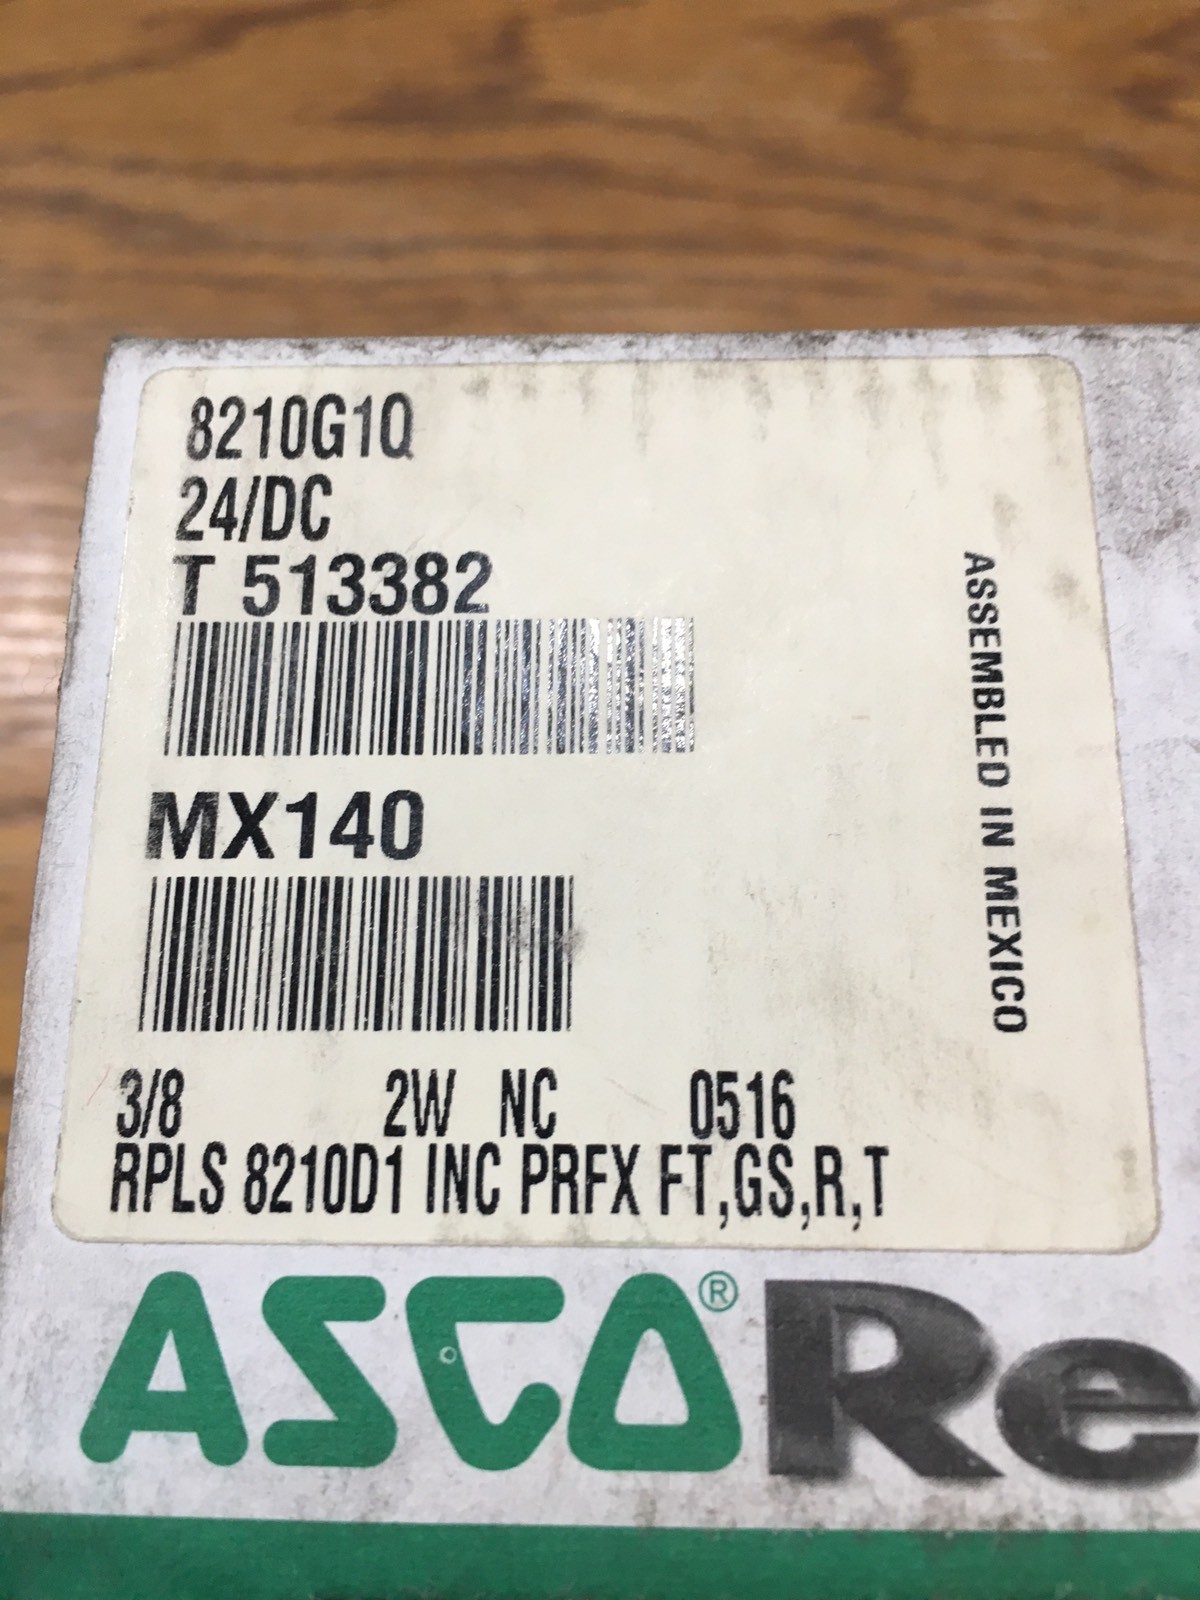 8210G1Q
24/DC
T 513382
MX140
3/8 2W NC 0516
RPLS 8210D1 INC PRFX FT,GS,R,T
ASSEMBLED IN MEXICO
ASCO® Re